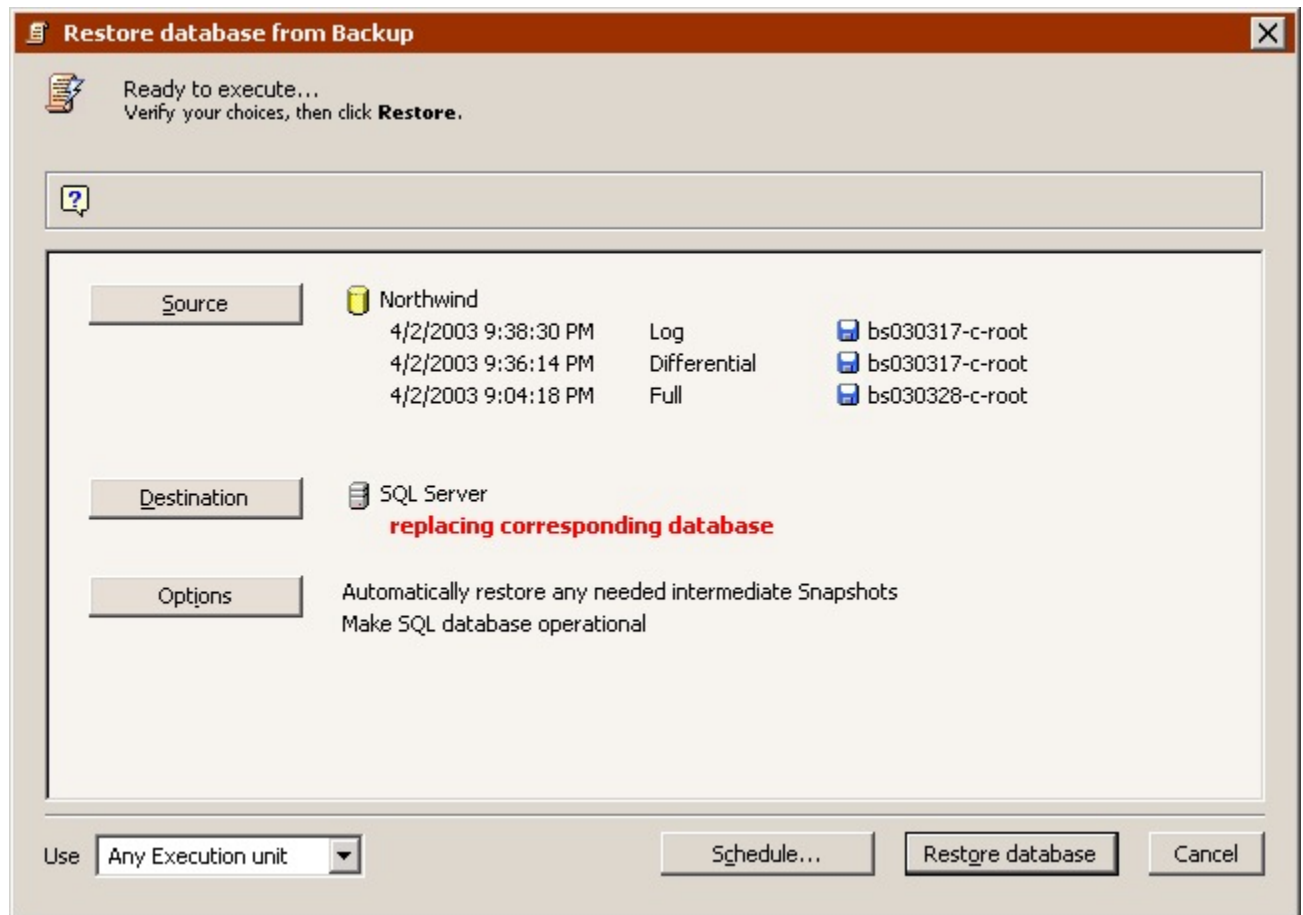 Restore database from Backup
Ready to execute...
Verify your choices, then click Restore.
Source
Northwind
4/2/2003 9:38:30 PM Log bs030317-c-root
4/2/2003 9:36:14 PM Differential bs030317-c-root
4/2/2003 9:04:18 PM Full bs030328-c-root
Destination
SQL Server
replacing corresponding database
Options
Automatically restore any needed intermediate Snapshots
Make SQL database operational
Use Any Execution unit Schedule... Restore database Cancel